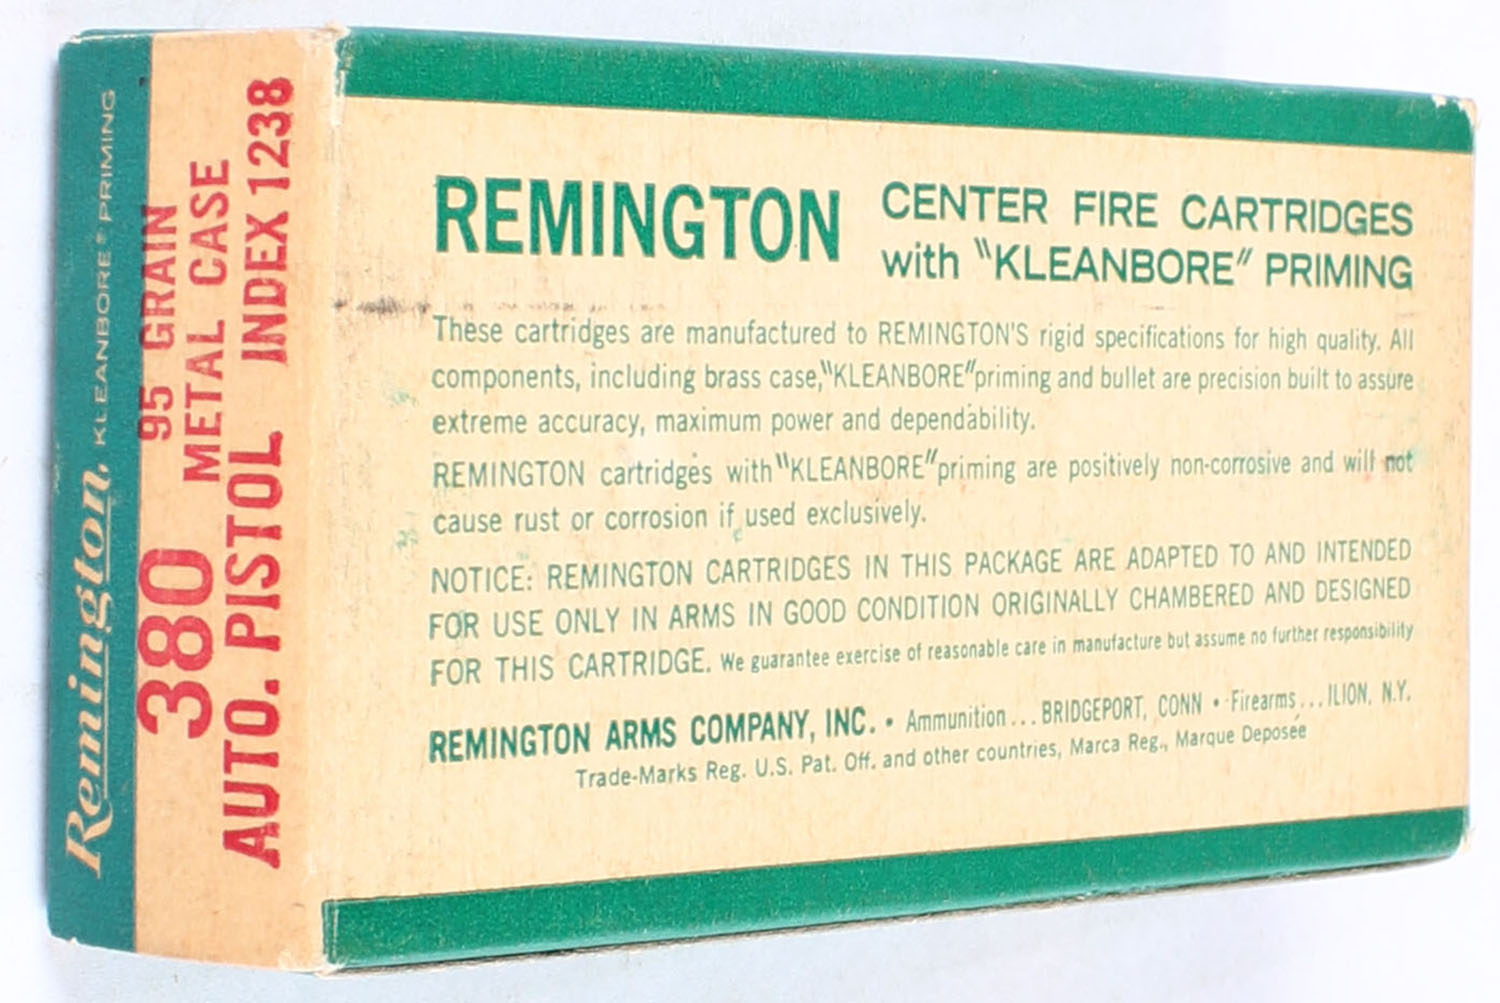 Remington. KLEANBORE® PRIMING
380 95 GRAIN
METAL CASE
AUTO. PISTOL INDEX 1238
REMINGTON CENTER FIRE CARTRIDGES
with "KLEANBORE" PRIMING
These cartridges are manufactured to REMINGTON'S rigid specifications for high quality. All
components, including brass case,"KLEANBORE"priming and bullet are precision built to assure
extreme accuracy, maximum power and dependability.
REMINGTON cartridges with"KLEANBORE"priming are positively non-corrosive and will not
cause rust or corrosion if used exclusively.
NOTICE: REMINGTON CARTRIDGES IN THIS PACKAGE ARE ADAPTED TO AND INTENDED
FOR USE ONLY IN ARMS IN GOOD CONDITION ORIGINALLY CHAMBERED AND DESIGNED
FOR THIS CARTRIDGE. We guarantee exercise of reasonable care in manufacture but assume no further responsibility
REMINGTON ARMS COMPANY, INC. • Ammunition...BRIDGEPORT, CONN • Firearms...ILION, N.Y.
Trade-Marks Reg. U.S. Pat. Off. and other countries, Marca Reg., Marque Deposée